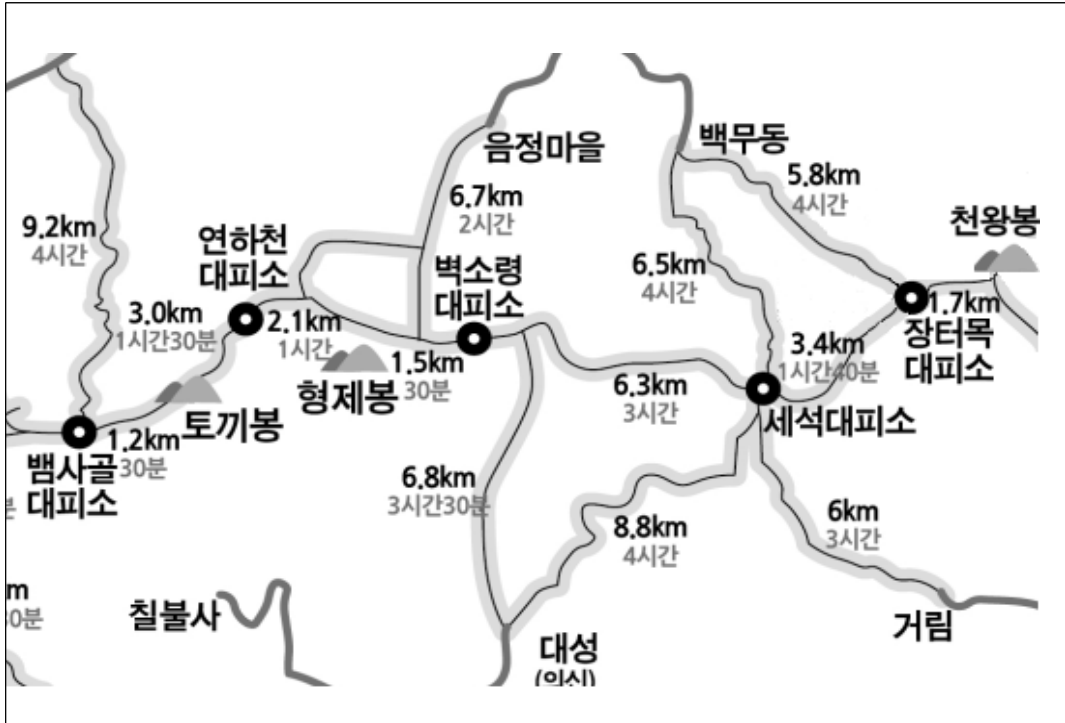 음정마을
백무동
5.8km
4시간
6.7km
2시간
천왕봉
9.2km
4시간
연하천
대피소
벽소령
대피소
6.5km
4시간
3.0km
1시간30분
2.1km
1시간
1.7km
장터목
대피소
형제봉
1.5km
30분
3.4km
1시간40분
6.3km
3시간
토끼봉
1.2km
30분
세석대피소
뱀사골
대피소
6.8km
3시간30분
8.8km
4시간
6km
3시간
칠불사
거림
대성
(의신)